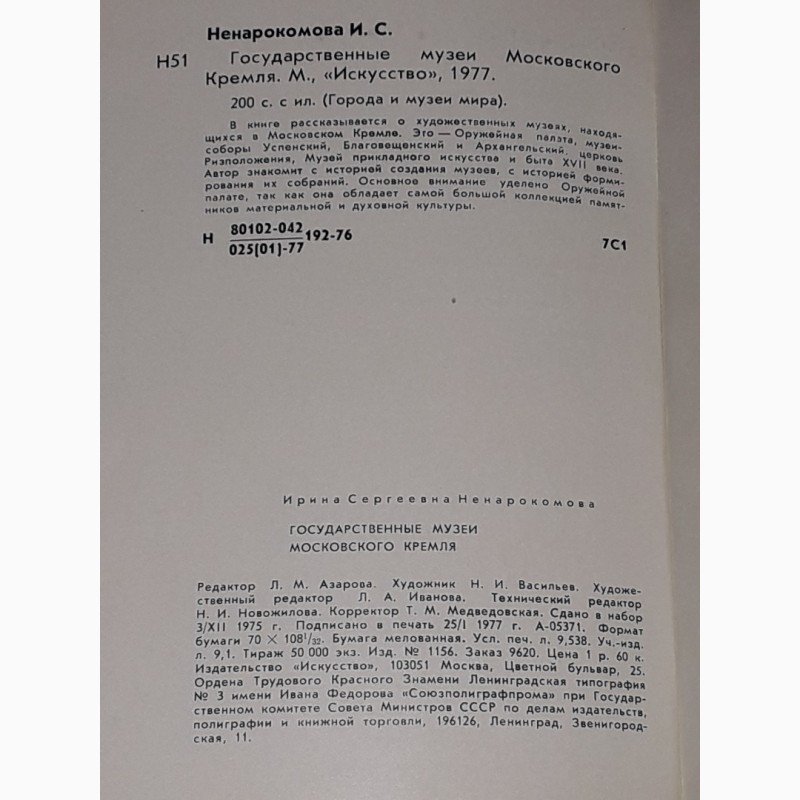 Ненарокомова И. С.
Н51 Государственные музеи Московского
Кремля. М., «Искусство», 1977.
200 с. с ил. (Города и музеи мира).
В книге рассказывается о художественных музеях, находя-
щихся в Московском Кремле. Это — Оружейная палата, музеи-
соборы Успенский, Благовещенский и Архангельский, церковь
Ризположения, Музей прикладного искусства и быта XVII века.
Автор знакомит с историей создания музеев, с историей форми-
рования их собраний. Основное внимание уделено Оружейной
палате, так как она обладает самой большой коллекцией памят-
ников материальной и духовной культуры.
Н 80102-042
025(01)-77 192-76 7С1
Ирина Сергеевна Ненарокомова
ГОСУДАРСТВЕННЫЕ МУЗЕИ
МОСКОВСКОГО КРЕМЛЯ
Редактор Л. М. Азарова. Художник Н. И. Васильев. Художе-
ственный редактор Л. А. Иванова. Технический редактор
Н. И. Новожилова. Корректор Т. М. Медведовская. Сдано в набор
3/XII 1975 г. Подписано в печать 25/I 1977 г. А-05371. Формат
бумаги 70 × 108¹/₃₂. Бумага мелованная. Усл. печ. л. 9,538. Уч.-изд.
л. 9,1. Тираж 50 000 экз. Изд. № 1156. Заказ 9620. Цена 1 р. 60 к.
Издательство «Искусство», 103051 Москва, Цветной бульвар, 25.
Ордена Трудового Красного Знамени Ленинградская типография
№ 3 имени Ивана Федорова «Союзполиграфпрома» при Государ-
ственном комитете Совета Министров СССР по делам издательств,
полиграфии и книжной торговли, 196126, Ленинград, Звенигород-
ская, 11.